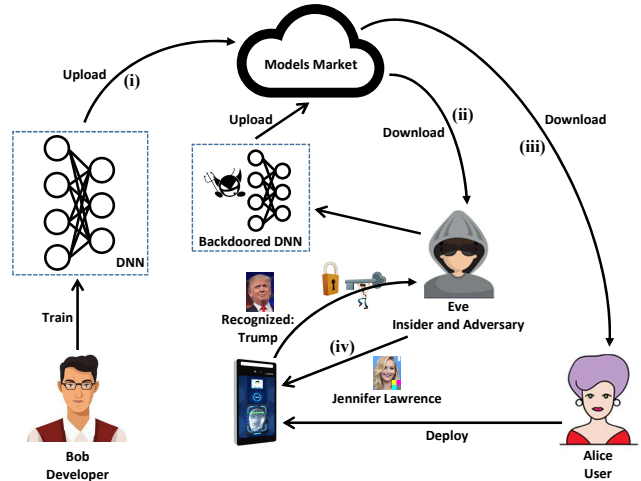 Models Market
Upload
(i)
(ii)
Download
Download
(iii)
Upload
Backdoored DNN
DNN
Train
Recognized:
Trump
Eve
Insider and Adversary
(iv)
Jennifer Lawrence
Deploy
Bob
Developer
Alice
User